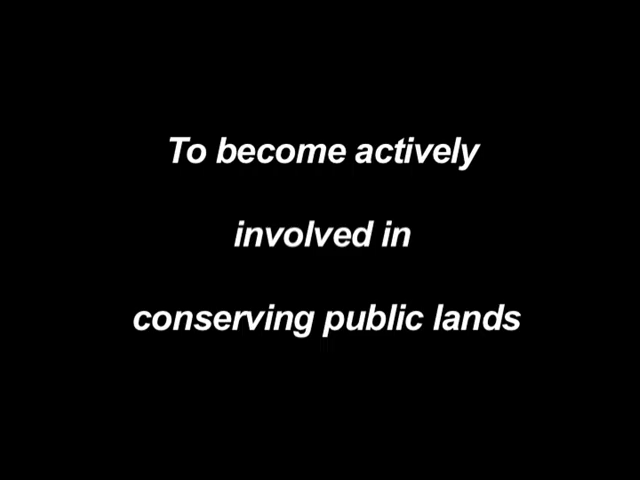 To become actively
involved in
conserving public lands